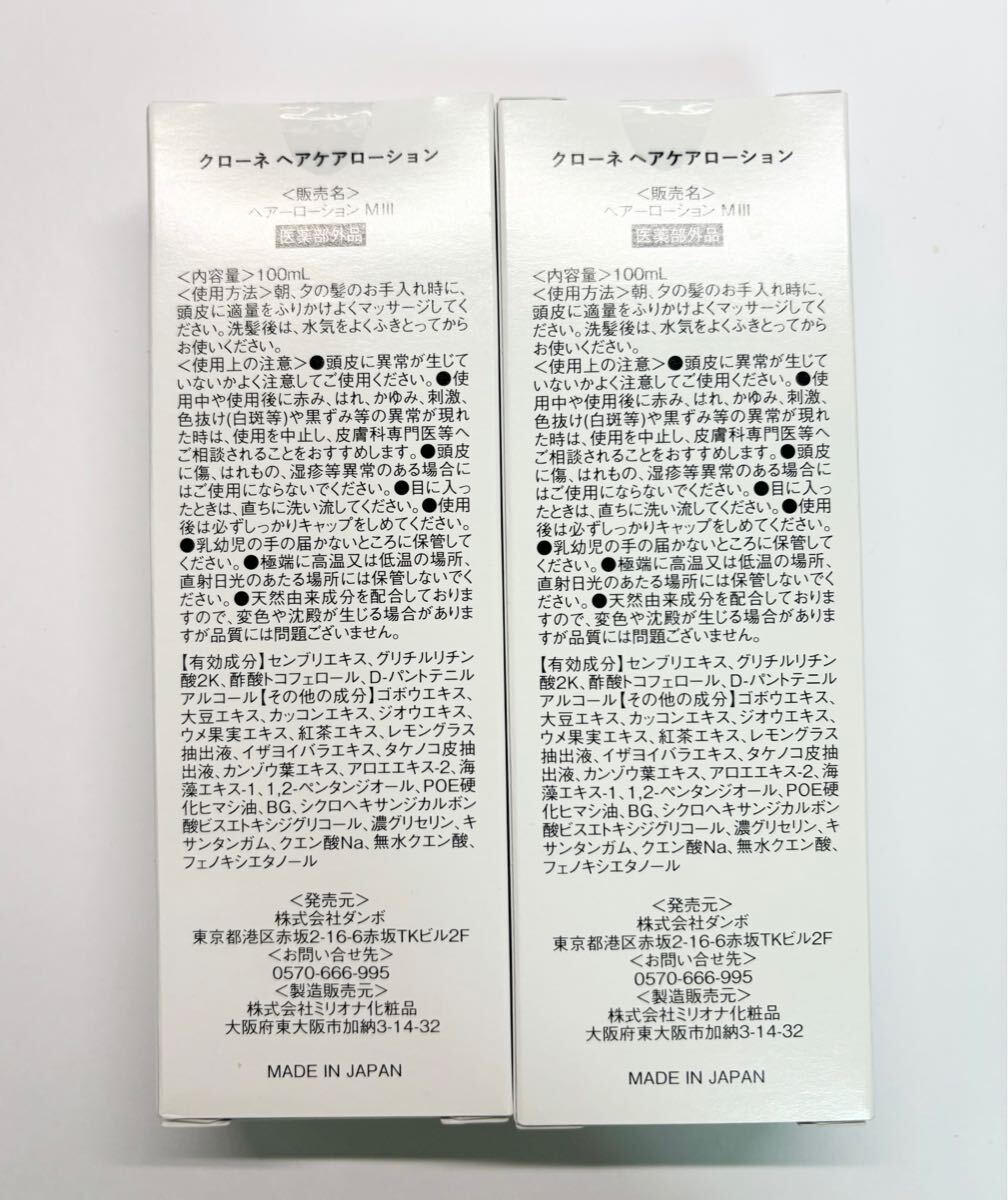 クローネ ヘアケアローション
＜販売名＞
ヘアーローション MIII
医薬部外品
＜内容量＞100mL
＜使用方法＞朝、夕の髪のお手入れ時に、
頭皮に適量をふりかけよくマッサージしてく
ださい。洗髪後は、水気をよくふきとってから
お使いください。
＜使用上の注意＞●頭皮に異常が生じて
いないかよく注意してご使用ください。●使
用中や使用後に赤み、はれ、かゆみ、刺激、
色抜け(白斑等)や黒ずみ等の異常が現れ
た時は、使用を中止し、皮膚科専門医等へ
ご相談されることをおすすめします。●頭皮
に傷、はれもの、湿疹等異常のある場合に
はご使用にならないでください。●目に入っ
たときは、直ちに洗い流してください。●使用
後は必ずしっかりキャップをしめてください。
●乳幼児の手の届かないところに保管して
ください。●極端に高温又は低温の場所、
直射日光のあたる場所には保管しないでく
ださい。●天然由来成分を配合しておりま
すので、変色や沈殿が生じる場合がありま
すが品質には問題ございません。
【有効成分】センブリエキス、グリチルリチン
酸2K、酢酸トコフェロール、D-パントテニル
アルコール【その他の成分】ゴボウエキス、
大豆エキス、カッコンエキス、ジオウエキス、
ウメ果実エキス、紅茶エキス、レモングラス
抽出液、イザヨイバラエキス、タケノコ皮抽
出液、カンゾウ葉エキス、アロエエキス-2、海
藻エキス-1、1,2-ペンタンジオール、POE硬
化ヒマシ油、BG、シクロヘキサンジカルボン
酸ビスエトキシジグリコール、濃グリセリン、キ
サンタンガム、クエン酸Na、無水クエン酸、
フェノキシエタノール
＜発売元＞
株式会社ダンボ
東京都港区赤坂2-16-6赤坂TKビル2F
＜お問い合せ先＞
0570-666-995
＜製造販売元＞
株式会社ミリオナ化粧品
大阪府東大阪市加納3-14-32
MADE IN JAPAN
クローネ ヘアケアローション
＜販売名＞
ヘアーローション MIII
医薬部外品
＜内容量＞100mL
＜使用方法＞朝、夕の髪のお手入れ時に、
頭皮に適量をふりかけよくマッサージしてく
ださい。洗髪後は、水気をよくふきとってから
お使いください。
＜使用上の注意＞●頭皮に異常が生じて
いないかよく注意してご使用ください。●使
用中や使用後に赤み、はれ、かゆみ、刺激、
色抜け(白斑等)や黒ずみ等の異常が現れ
た時は、使用を中止し、皮膚科専門医等へ
ご相談されることをおすすめします。●頭皮
に傷、はれもの、湿疹等異常のある場合に
はご使用にならないでください。●目に入っ
たときは、直ちに洗い流してください。●使用
後は必ずしっかりキャップをしめてください。
●乳幼児の手の届かないところに保管して
ください。●極端に高温又は低温の場所、
直射日光のあたる場所には保管しないでく
ださい。●天然由来成分を配合しておりま
すので、変色や沈殿が生じる場合がありま
すが品質には問題ございません。
【有効成分】センブリエキス、グリチルリチン
酸2K、酢酸トコフェロール、D-パントテニル
アルコール【その他の成分】ゴボウエキス、
大豆エキス、カッコンエキス、ジオウエキス、
ウメ果実エキス、紅茶エキス、レモングラス
抽出液、イザヨイバラエキス、タケノコ皮抽
出液、カンゾウ葉エキス、アロエエキス-2、海
藻エキス-1、1,2-ペンタンジオール、POE硬
化ヒマシ油、BG、シクロヘキサンジカルボン
酸ビスエトキシジグリコール、濃グリセリン、キ
サンタンガム、クエン酸Na、無水クエン酸、
フェノキシエタノール
＜発売元＞
株式会社ダンボ
東京都港区赤坂2-16-6赤坂TKビル2F
＜お問い合せ先＞
0570-666-995
＜製造販売元＞
株式会社ミリオナ化粧品
大阪府東大阪市加納3-14-32
MADE IN JAPAN